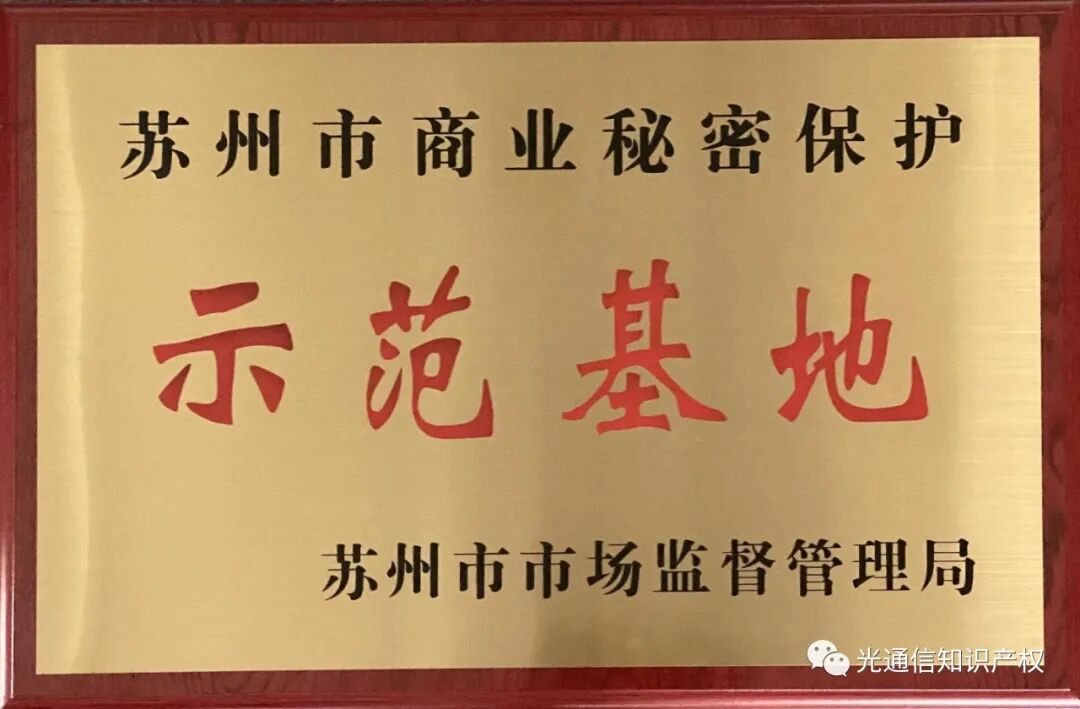 苏州市商业秘密保护
示范基地
苏州市市场监督管理局
光通信知识产权